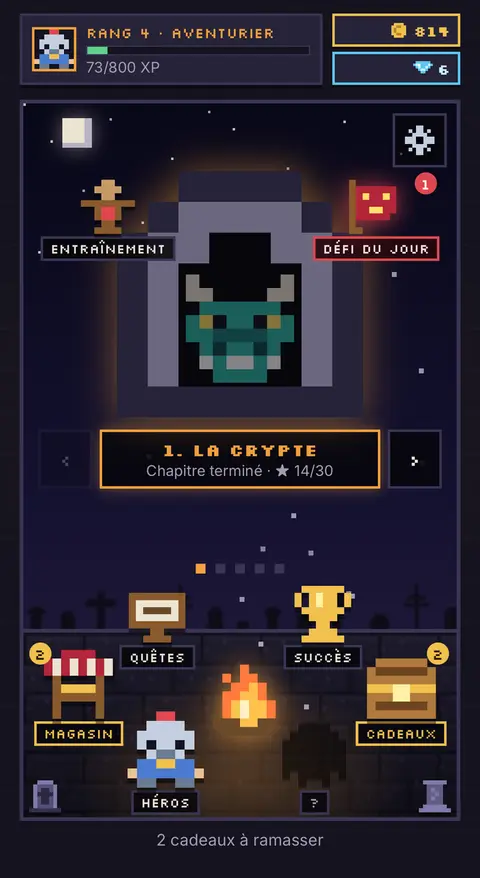 RANG 4 · AVENTURIER
73/800 XP
814
6
1
ENTRAÎNEMENT
DÉFI DU JOUR
1. LA CRYPTE
Chapitre terminé · ★ 14/30
QUÊTES
SUCCÈS
2
2
MAGASIN
CADEAUX
HÉROS
?
2 cadeaux à ramasser